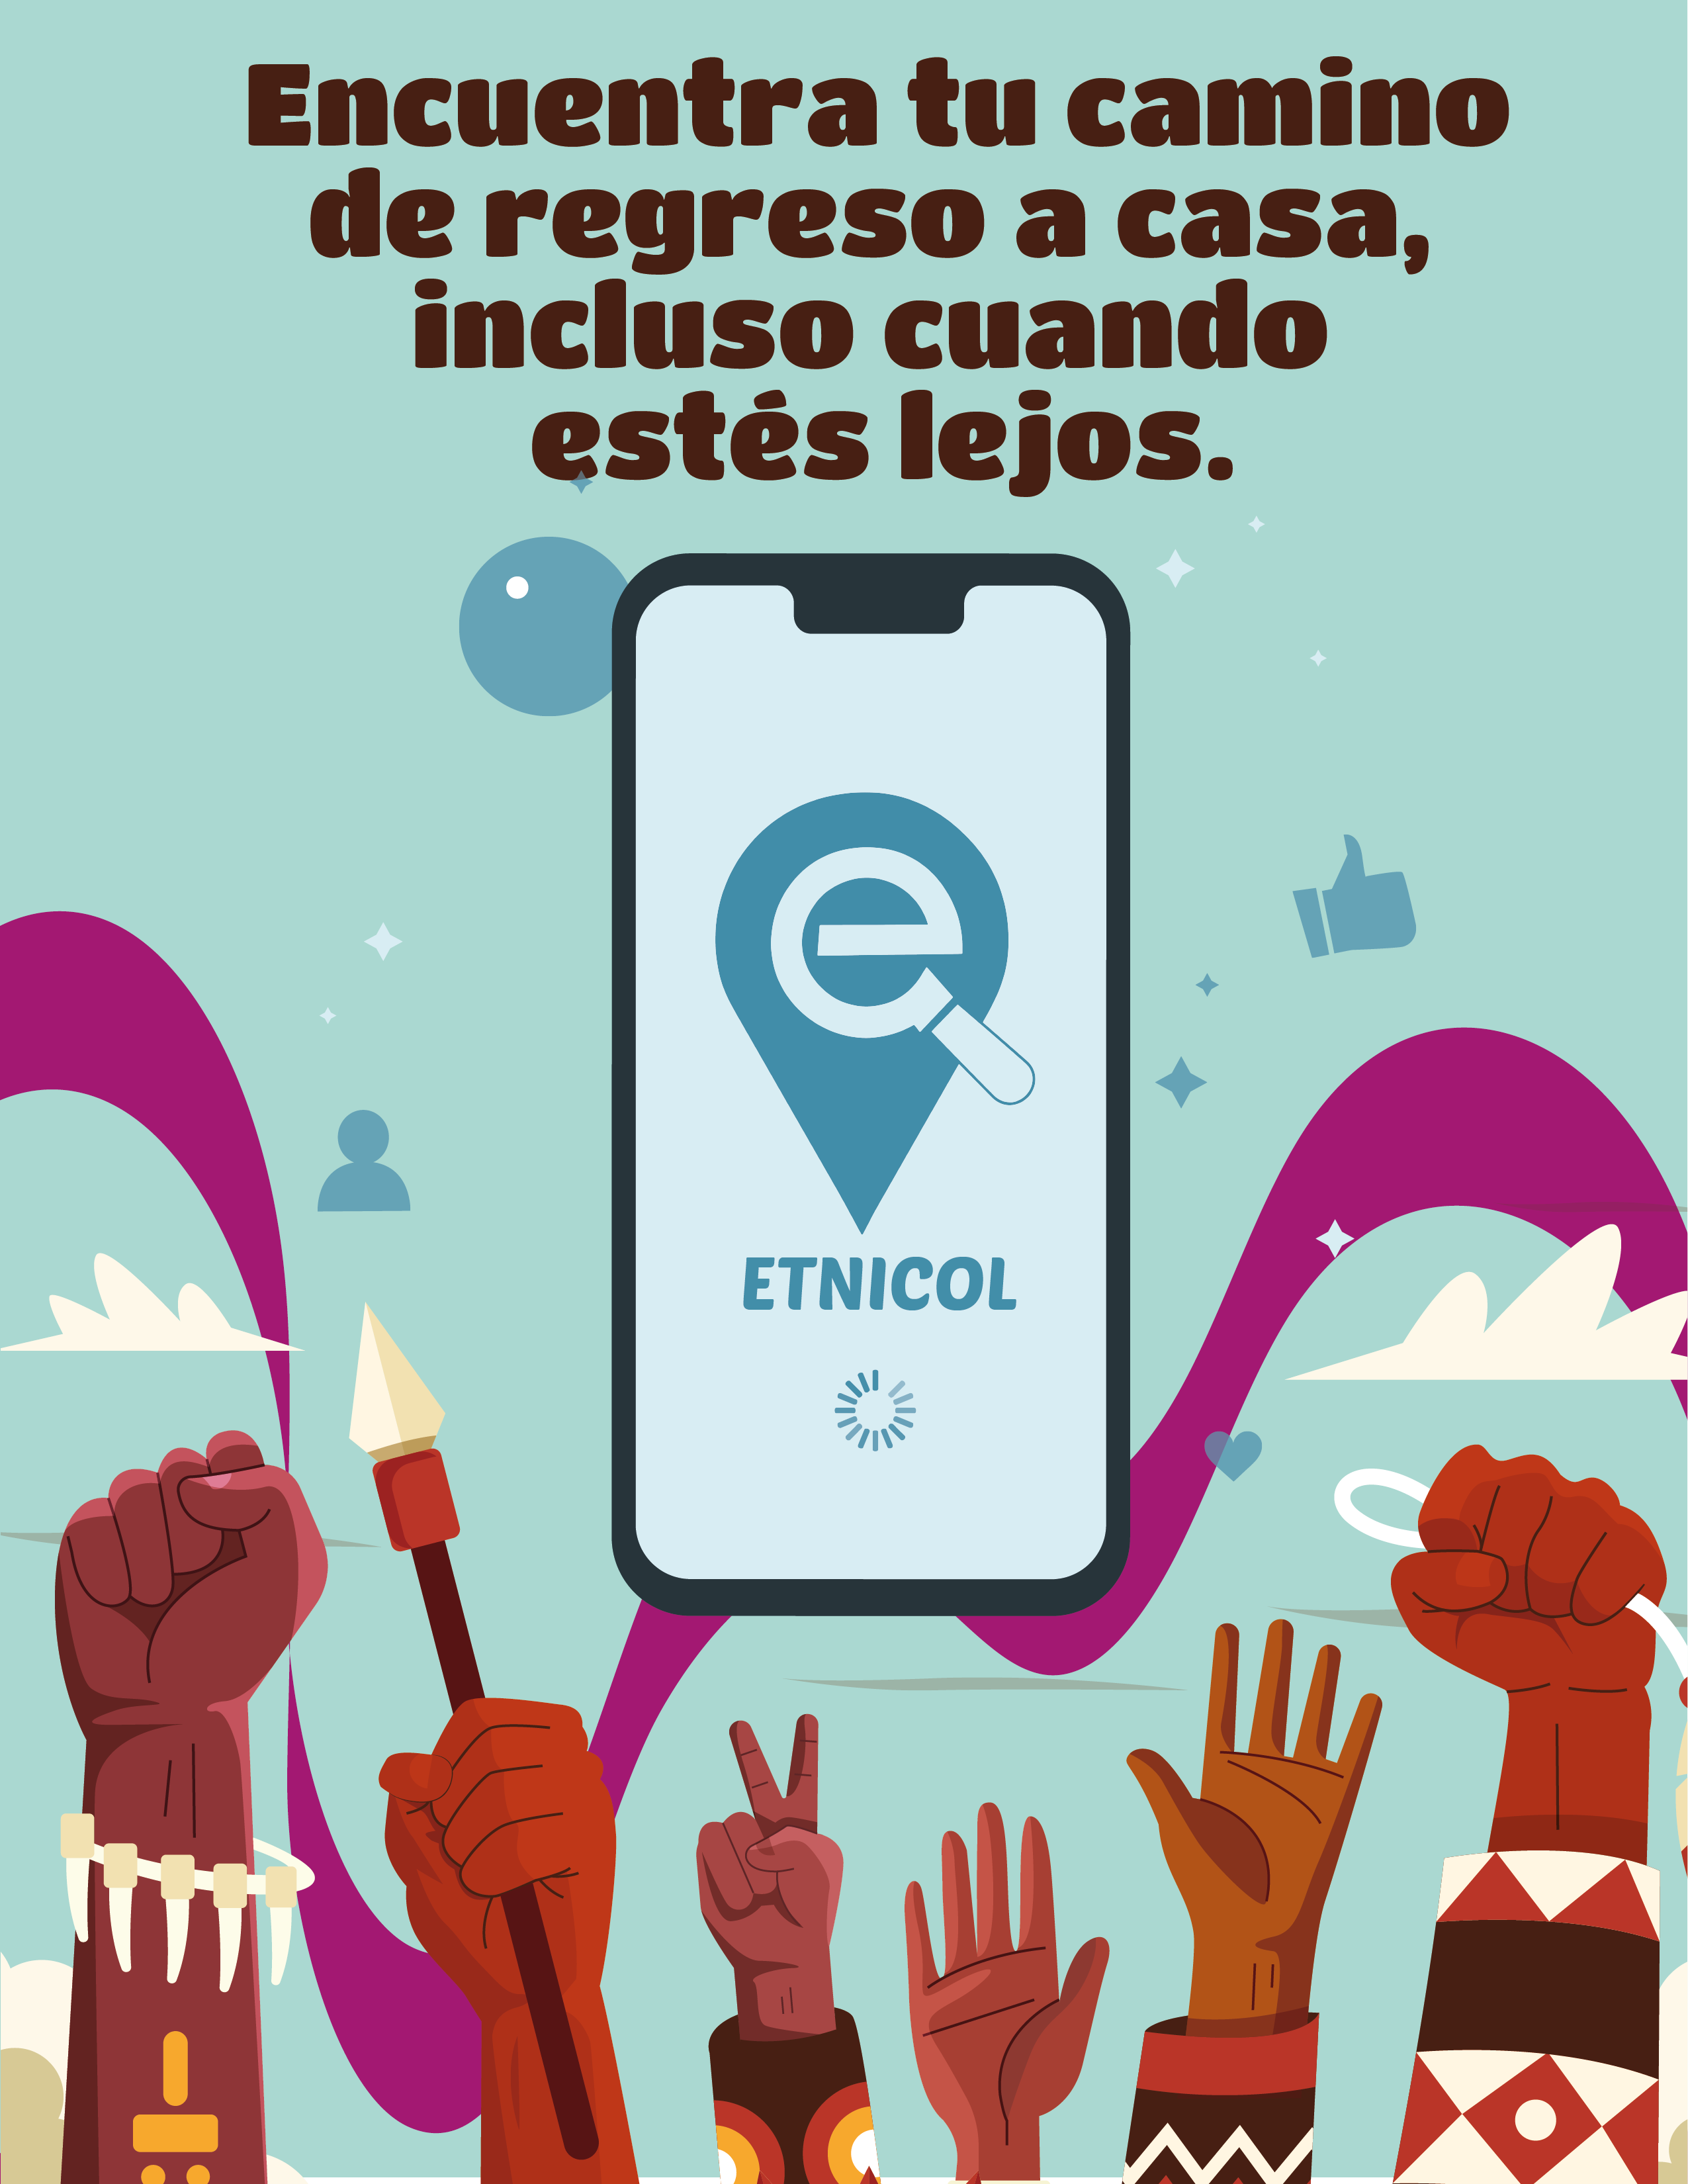 Encuentra tu camino
de regreso a casa,
incluso cuando
estés lejos.
ETNICOL